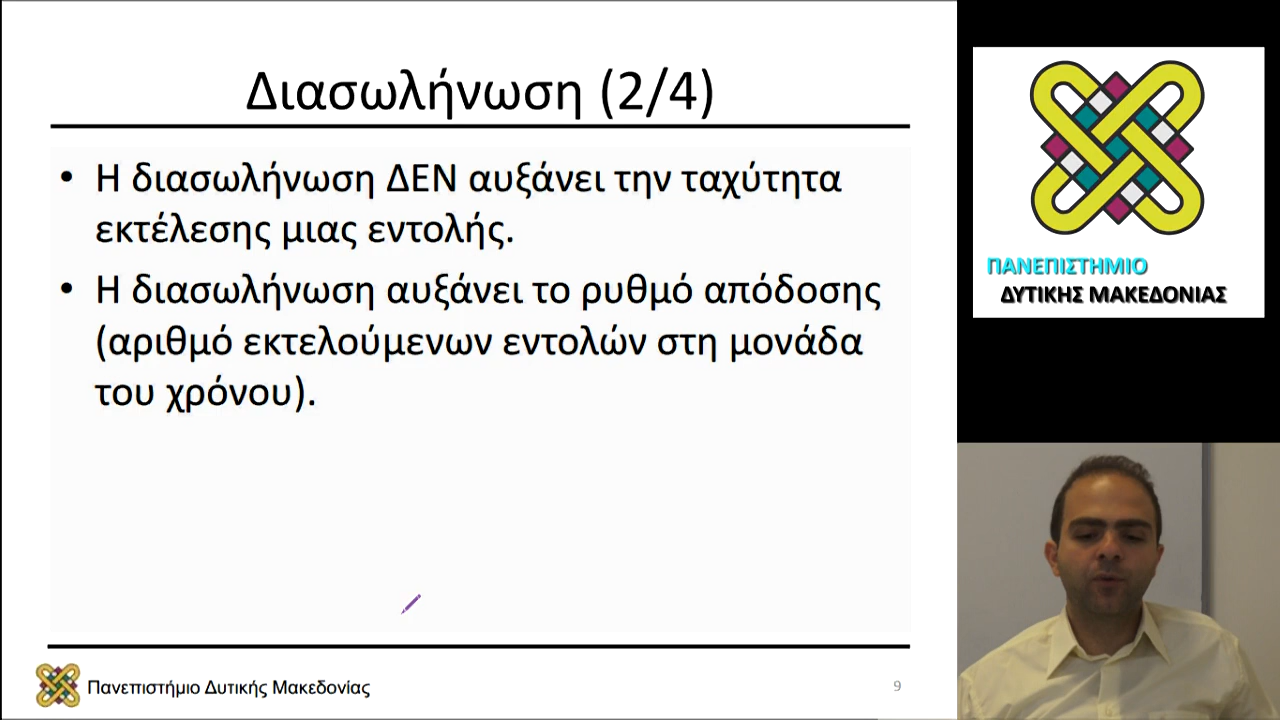 Διασωλήνωση (2/4)
• Η διασωλήνωση ΔΕΝ αυξάνει την ταχύτητα
εκτέλεσης μιας εντολής.
• Η διασωλήνωση αυξάνει το ρυθμό απόδοσης
(αριθμό εκτελούμενων εντολών στη μονάδα
του χρόνου).
Πανεπιστήμιο Δυτικής Μακεδονίας
9
ΠΑΝΕΠΙΣΤΗΜΙΟ
ΔΥΤΙΚΗΣ ΜΑΚΕΔΟΝΙΑΣ